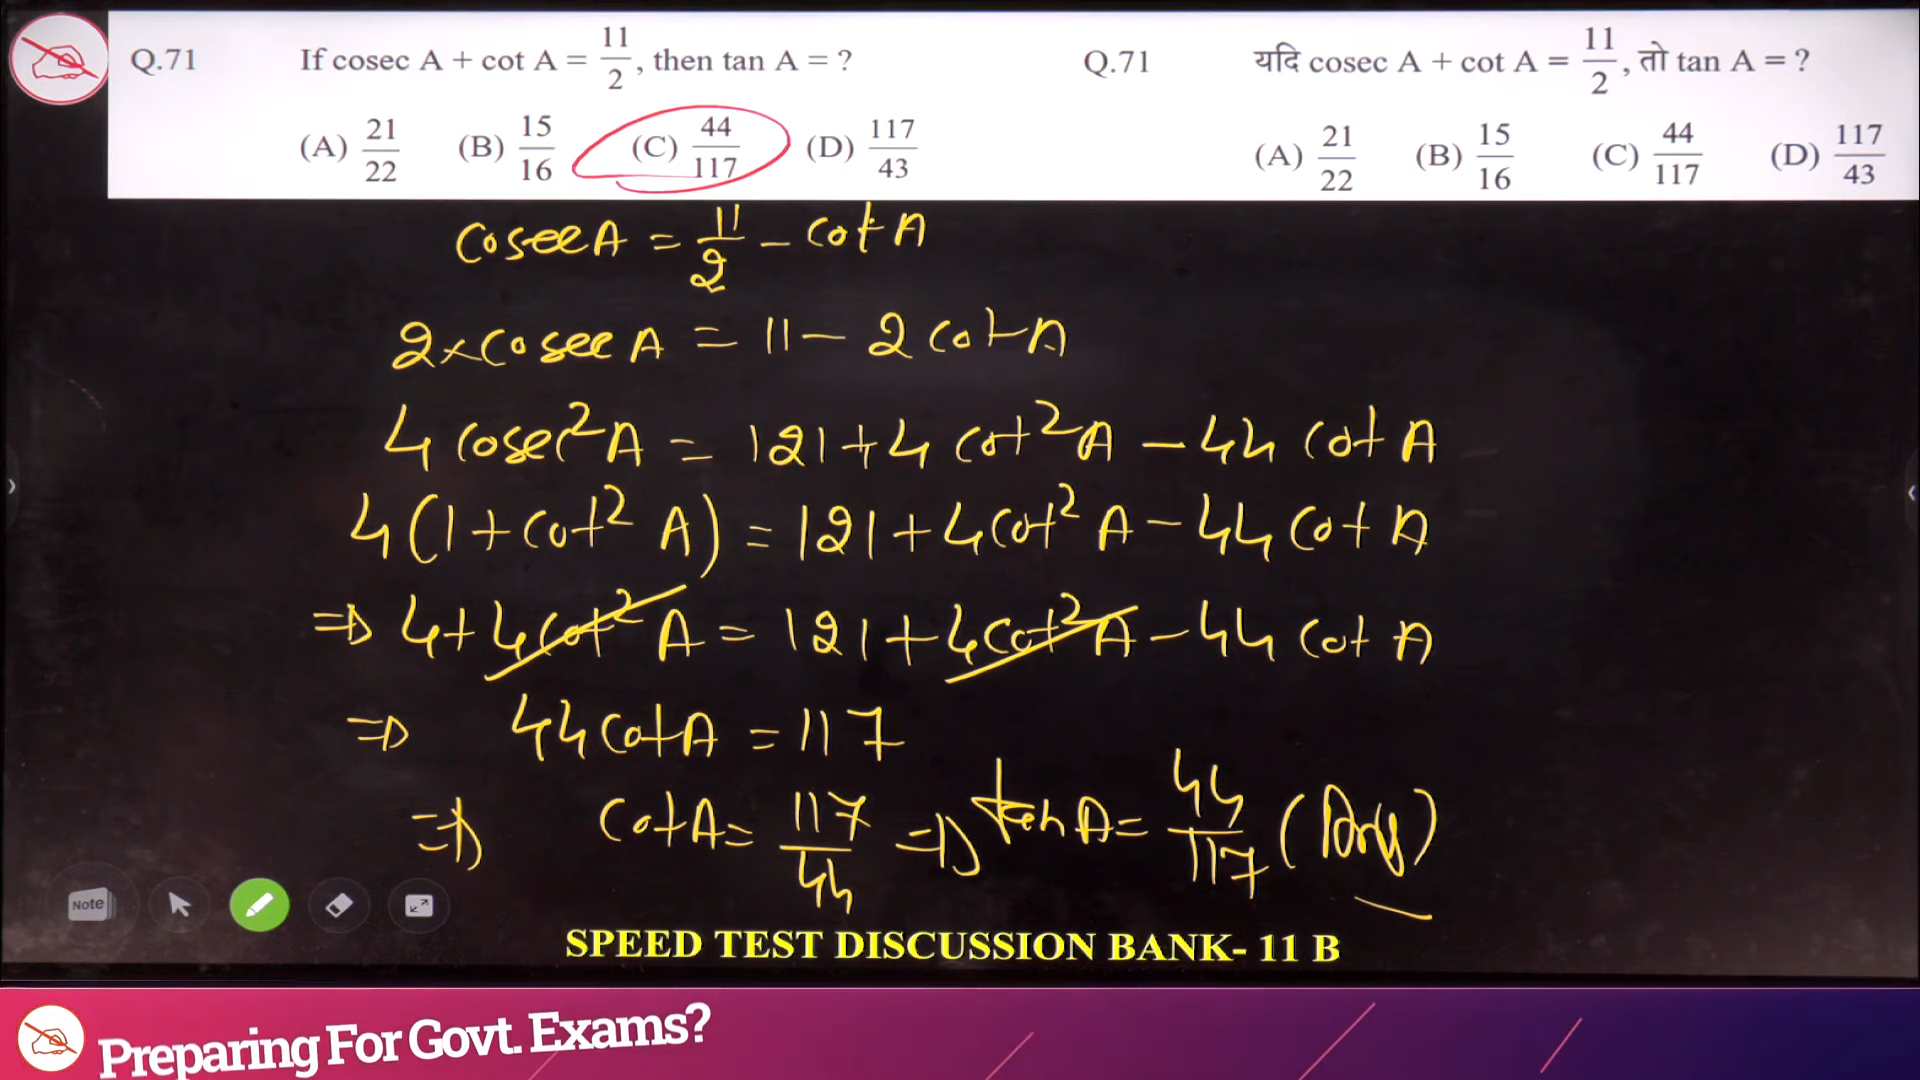 Q.71 If cosec A + cot A = 11/2, then tan A = ?
(A) 21/22 (B) 15/16 (C) 44/117 (D) 117/43
Q.71 यदि cosec A + cot A = 11/2, तो tan A = ?
(A) 21/22 (B) 15/16 (C) 44/117 (D) 117/43
cosec A = 11/2 - cot A
2 × cosec A = 11 - 2 cot A
4 cosec²A = 121 + 4 cot²A - 44 cot A
4(1 + cot² A) = 121 + 4cot² A - 44 cot A
⇒ 4 + 4cot² A = 121 + 4cot²A - 44 cot A
⇒ 44 cot A = 117
⇒ cot A = 117/44 ⇒ tan A = 44/117 (Ans)
Note
SPEED TEST DISCUSSION BANK- 11 B
Preparing For Govt. Exams?